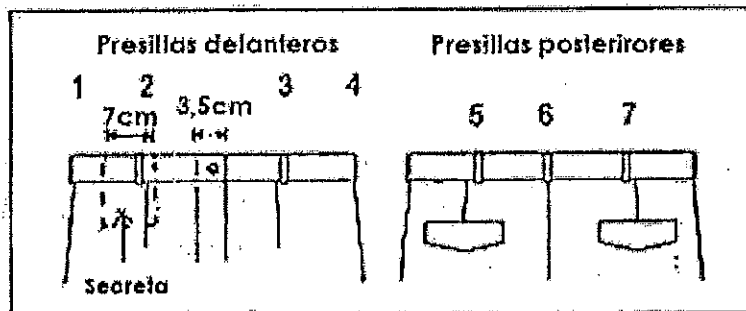 Presillas delanteros
Presillas posterirores
1 2 3 4
7cm 3,5cm
5 6 7
Secreta